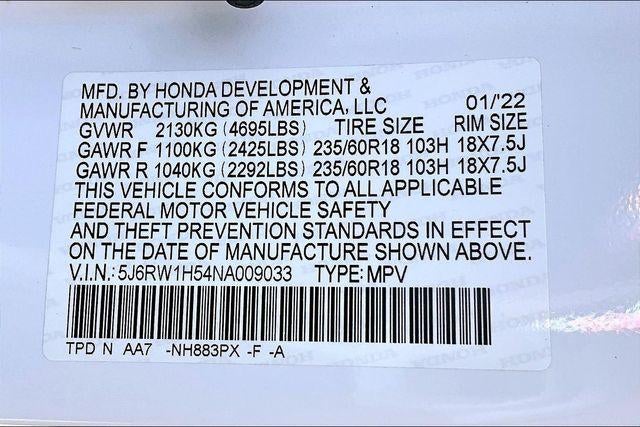 MFD. BY HONDA DEVELOPMENT &
MANUFACTURING OF AMERICA, LLC 01/'22
GVWR 2130KG (4695LBS) TIRE SIZE RIM SIZE
GAWR F 1100KG (2425LBS) 235/60R18 103H 18X7.5J
GAWR R 1040KG (2292LBS) 235/60R18 103H 18X7.5J
THIS VEHICLE CONFORMS TO ALL APPLICABLE
FEDERAL MOTOR VEHICLE SAFETY
AND THEFT PREVENTION STANDARDS IN EFFECT
ON THE DATE OF MANUFACTURE SHOWN ABOVE.
V.I.N.: 5J6RW1H54NA009033 TYPE: MPV
TPD N AA7 -NH883PX -F -A